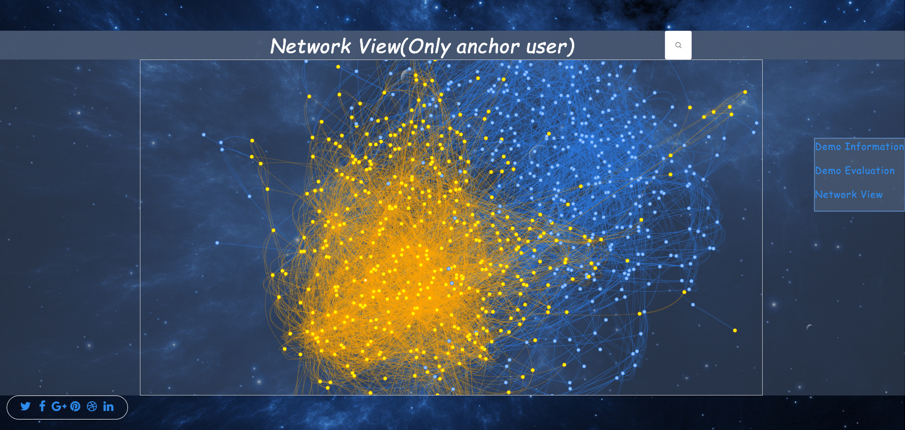 Network View(Only anchor user)
Demo Information
Demo Evaluation
Network View